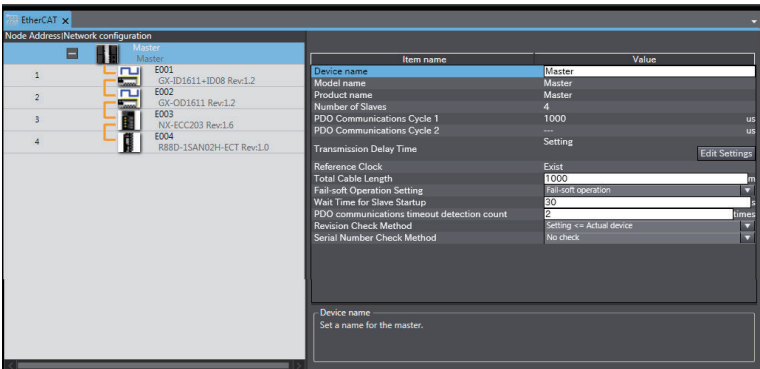 EtherCAT x
Node Address|Network configuration
Master
Master
1 E001
GX-ID1611+ID08 Rev:1.2
2 E002
GX-OD1611 Rev:1.2
3 E003
NX-ECC203 Rev:1.6
4 E004
R88D-1SAN02H-ECT Rev:1.0
Item name Value
Device name Master
Model name Master
Product name Master
Number of Slaves 4
PDO Communications Cycle 1 1000 us
PDO Communications Cycle 2 --- us
Transmission Delay Time Setting
Edit Settings
Reference Clock Exist
Total Cable Length 1000 m
Fail-soft Operation Setting Fail-soft operation
Wait Time for Slave Startup 30 s
PDO communications timeout detection count 2 times
Revision Check Method Setting <= Actual device
Serial Number Check Method No check
Device name
Set a name for the master.